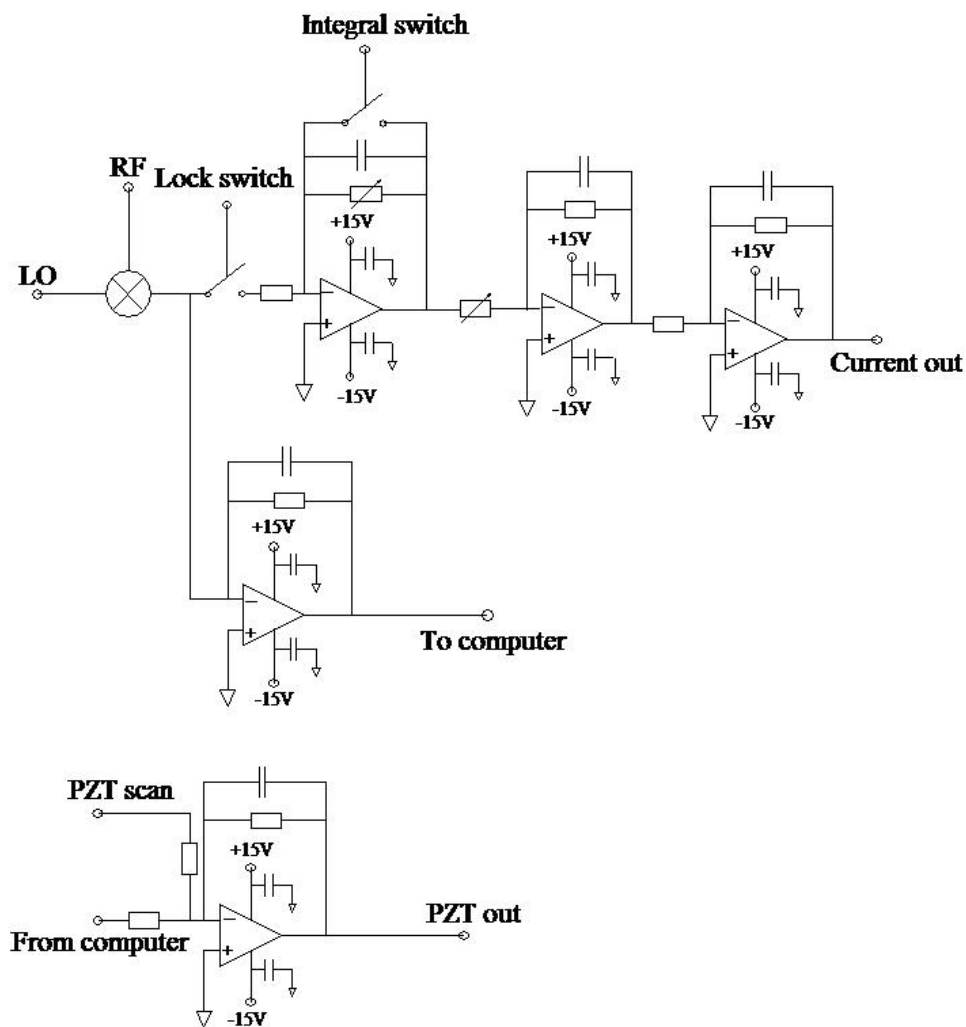 Integral switch
RF
Lock switch
LO
+15V
+15V
+15V
-15V
-15V
-15V
Current out
+15V
-15V
To computer
PZT scan
+15V
From computer
PZT out
-15V